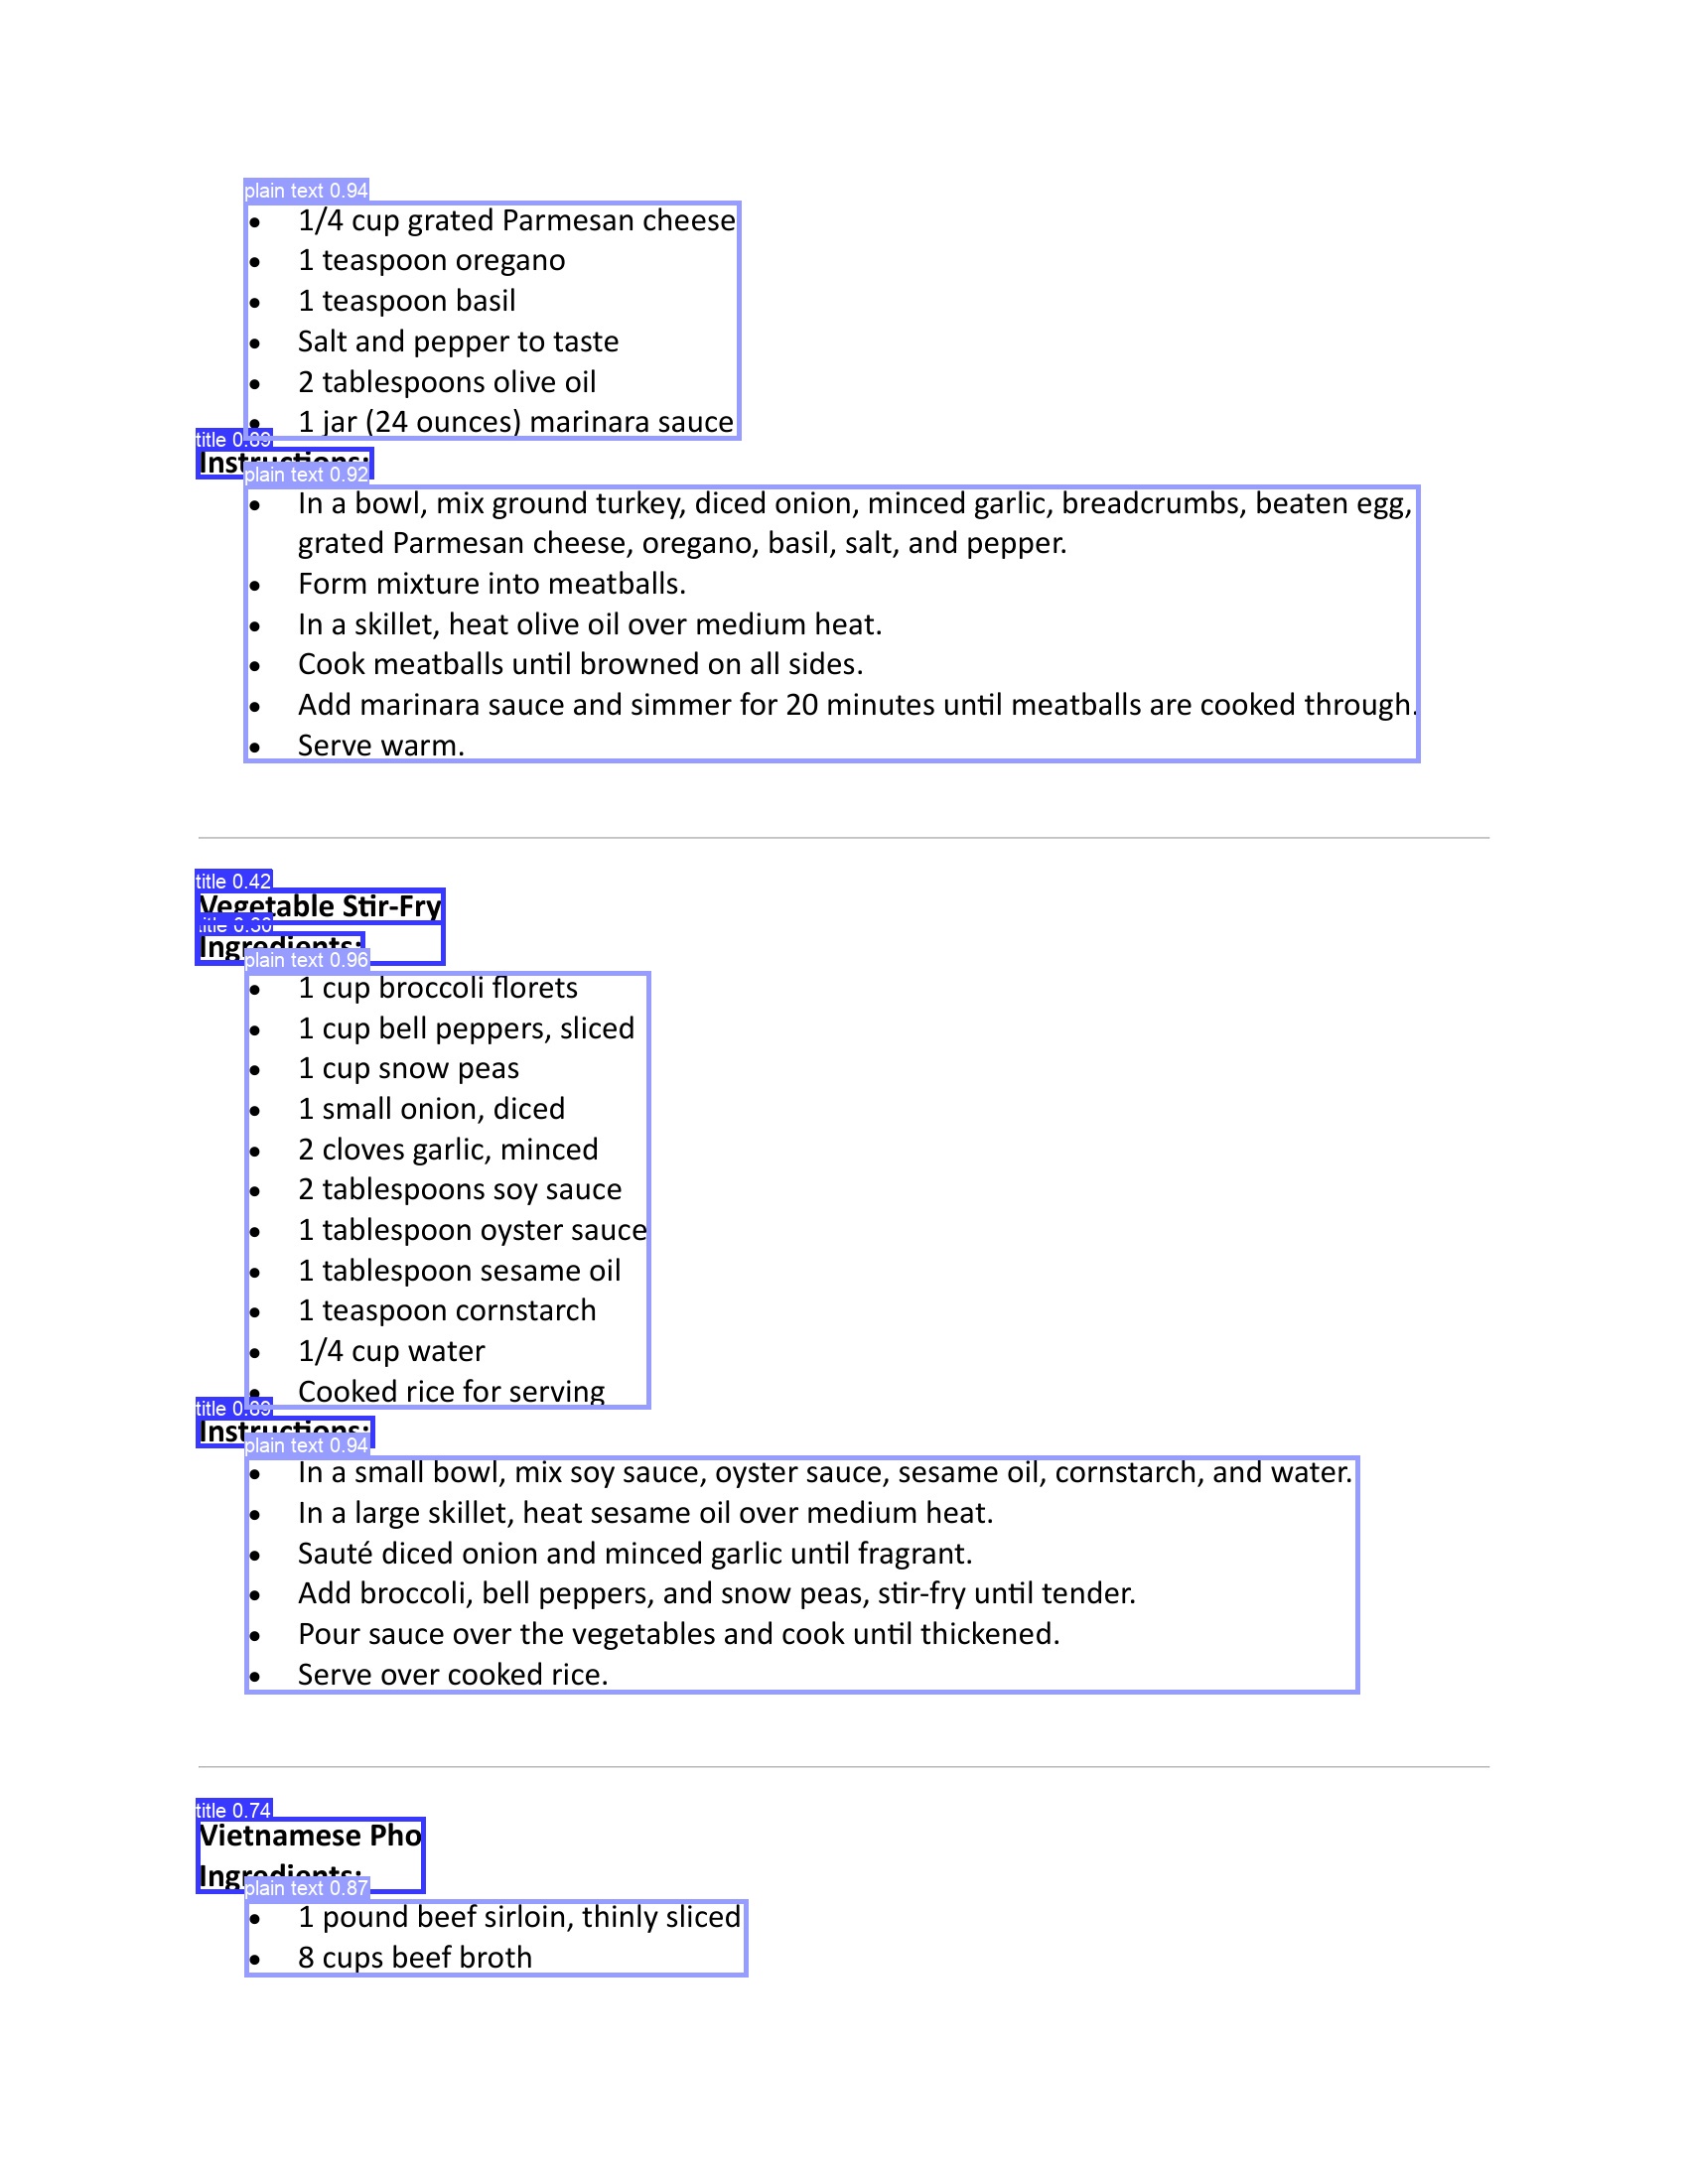 plain text 0.94
• 1/4 cup grated Parmesan cheese
• 1 teaspoon oregano
• 1 teaspoon basil
• Salt and pepper to taste
• 2 tablespoons olive oil
• 1 jar (24 ounces) marinara sauce
title 0.89
Instructions:
plain text 0.92
• In a bowl, mix ground turkey, diced onion, minced garlic, breadcrumbs, beaten egg,
grated Parmesan cheese, oregano, basil, salt, and pepper.
• Form mixture into meatballs.
• In a skillet, heat olive oil over medium heat.
• Cook meatballs until browned on all sides.
• Add marinara sauce and simmer for 20 minutes until meatballs are cooked through.
• Serve warm.
title 0.42
Vegetable Stir-Fry
title 0.30
Ingredients:
plain text 0.96
• 1 cup broccoli florets
• 1 cup bell peppers, sliced
• 1 cup snow peas
• 1 small onion, diced
• 2 cloves garlic, minced
• 2 tablespoons soy sauce
• 1 tablespoon oyster sauce
• 1 tablespoon sesame oil
• 1 teaspoon cornstarch
• 1/4 cup water
• Cooked rice for serving
title 0.89
Instructions:
plain text 0.94
• In a small bowl, mix soy sauce, oyster sauce, sesame oil, cornstarch, and water.
• In a large skillet, heat sesame oil over medium heat.
• Sauté diced onion and minced garlic until fragrant.
• Add broccoli, bell peppers, and snow peas, stir-fry until tender.
• Pour sauce over the vegetables and cook until thickened.
• Serve over cooked rice.
title 0.74
Vietnamese Pho
Ingredients:
plain text 0.87
• 1 pound beef sirloin, thinly sliced
• 8 cups beef broth